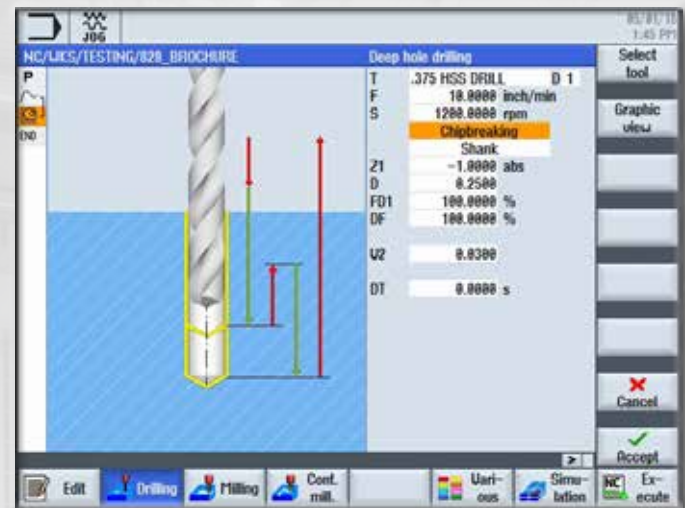 JOG
1:45 PM
NC/WKS/TESTING/828_BROCHURE
Deep hole drilling
Select
tool
P
T .375 HSS DRILL D 1
F 10.0000 inch/min
S 1200.0000 rpm
Graphic
view
Chipbreaking
END
Shank
Z1 -1.0000 abs
D 0.2500
FD1 100.0000 %
DF 100.0000 %
V2 0.0300
DT 0.0000 s
Cancel
Accept
>
Edit
Drilling
Milling
Cont.
mill.
Vari-
ous
Simu-
lation
NC Ex-
ecute